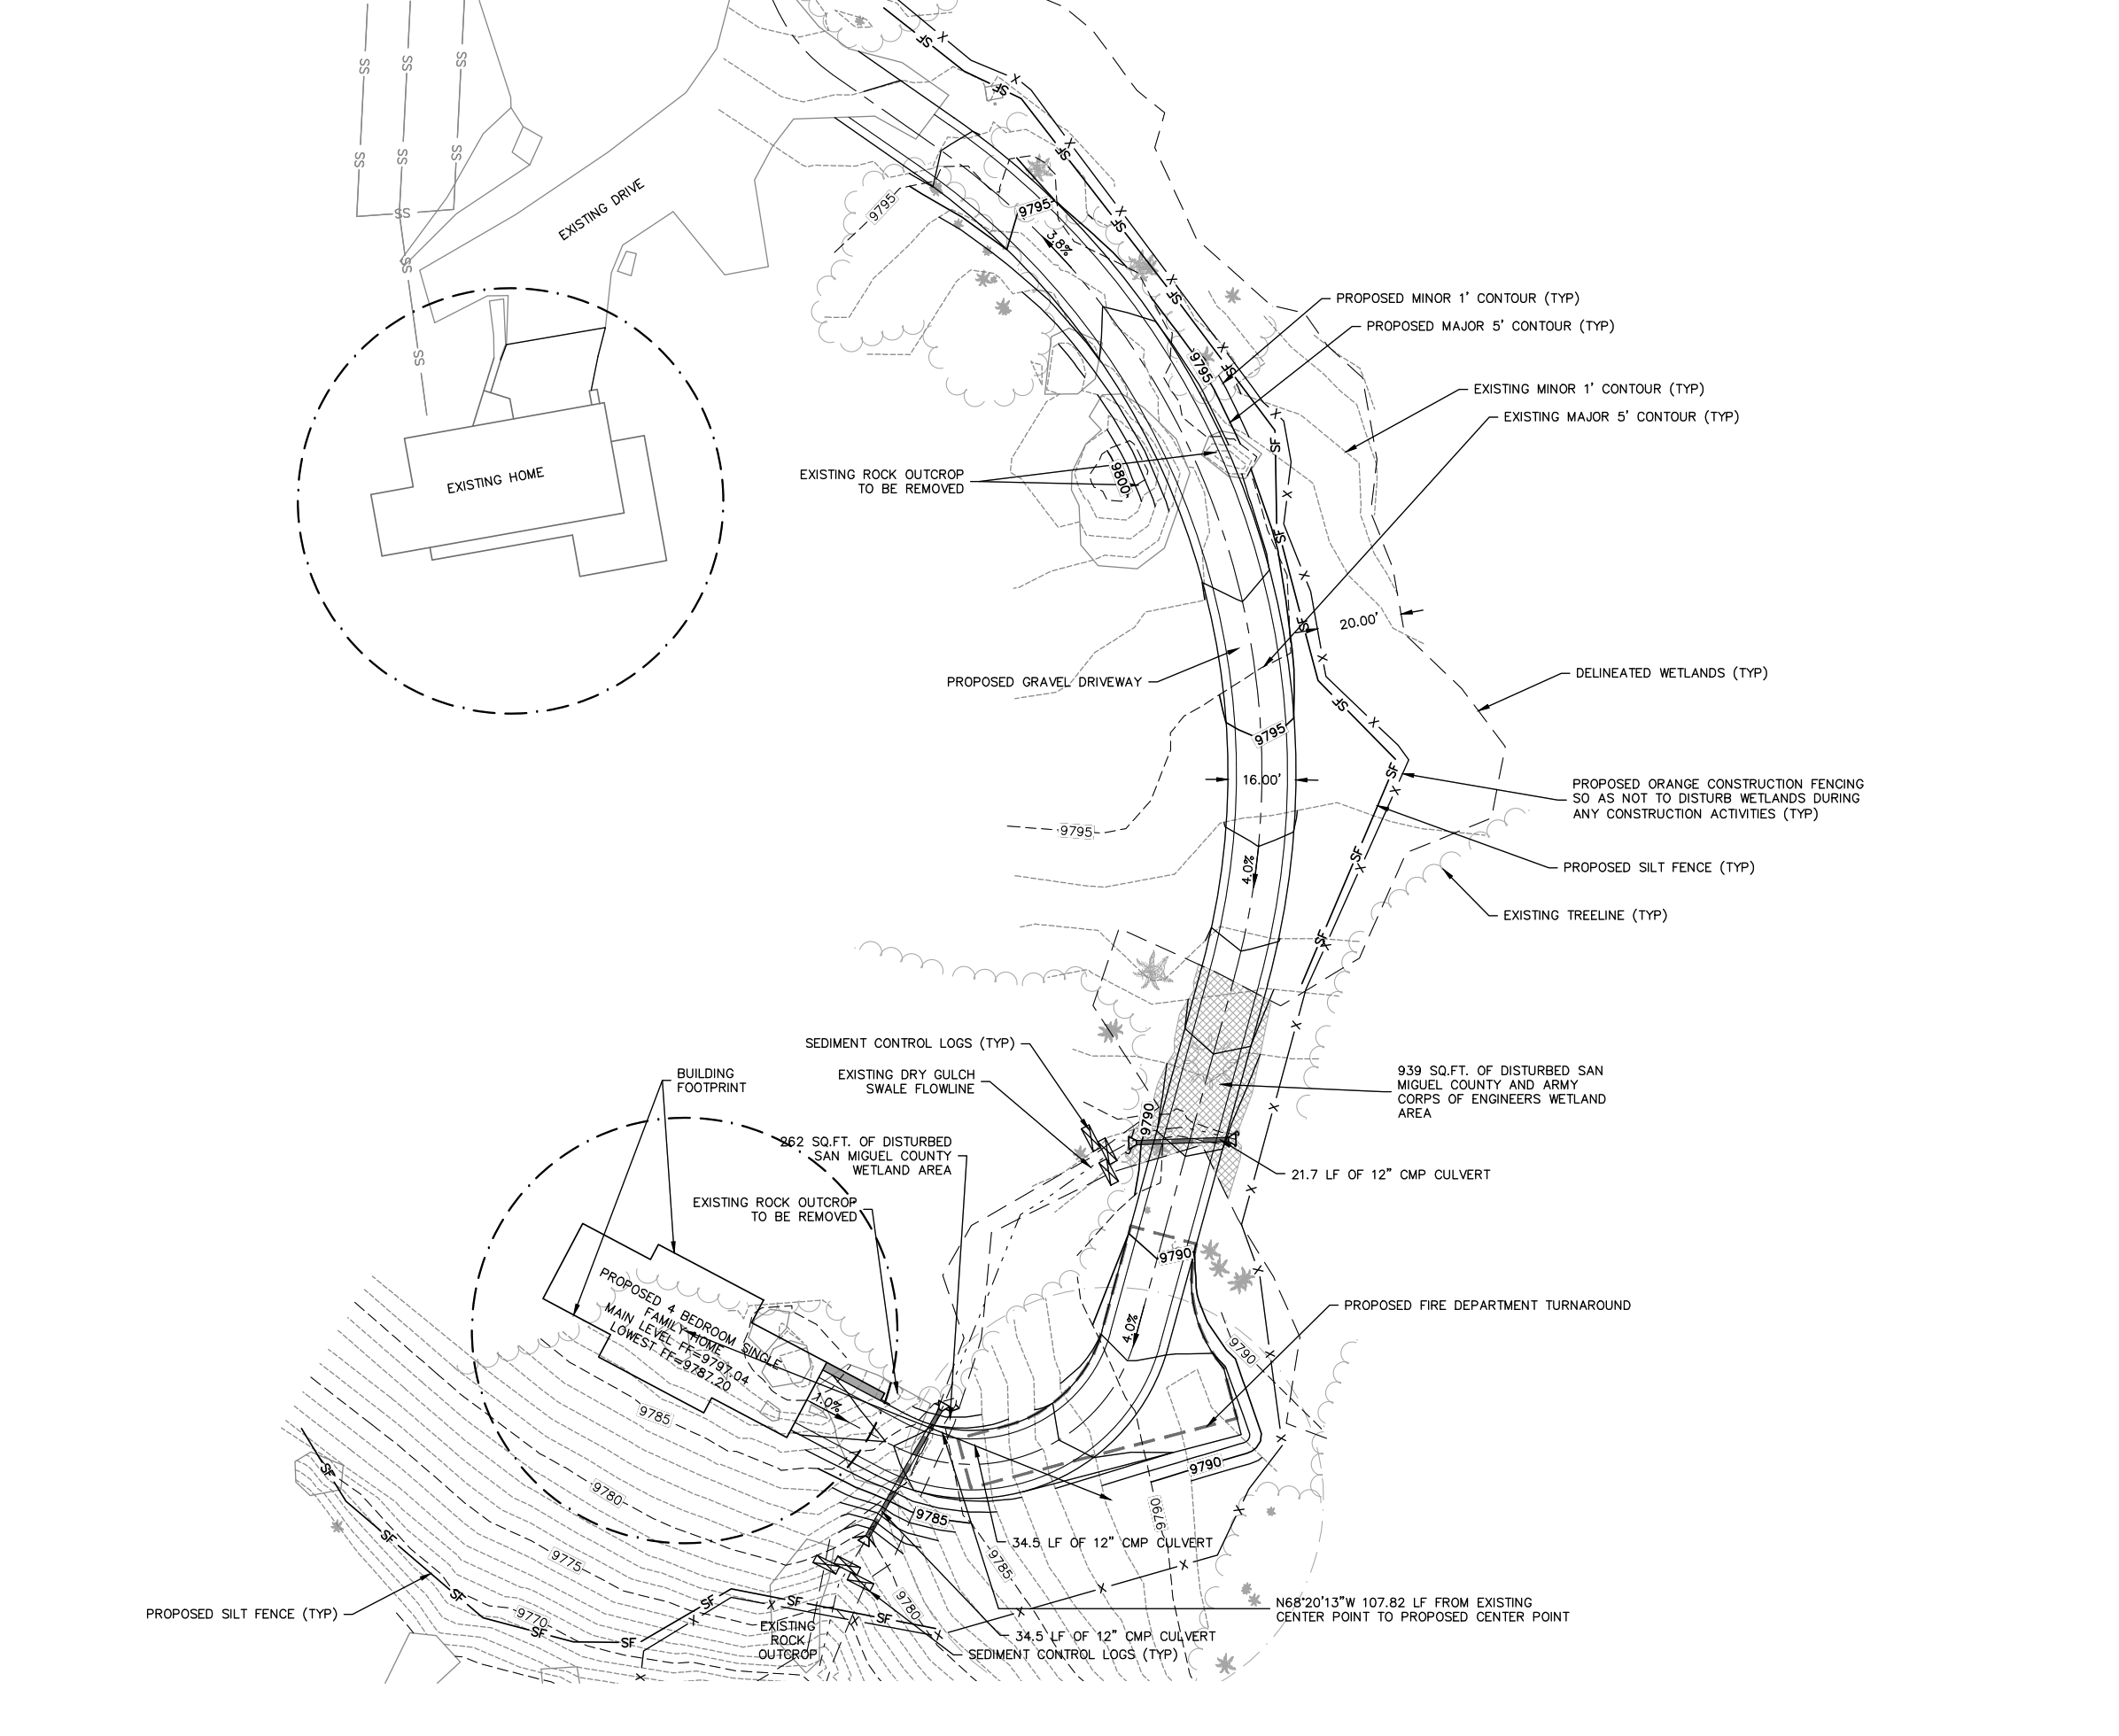 SS
SS
SS
SS
SS
SS
SS
SS
SS
EXISTING DRIVE
EXISTING HOME
SF
X
X
SF
X
SF
9795
9795
3.8%
X
SF
X
SF
PROPOSED MINOR 1' CONTOUR (TYP)
PROPOSED MAJOR 5' CONTOUR (TYP)
9795
X
SF
EXISTING MINOR 1' CONTOUR (TYP)
EXISTING MAJOR 5' CONTOUR (TYP)
X
SF
EXISTING ROCK OUTCROP
TO BE REMOVED
9800
X
SF
X
SF
20.00'
X
PROPOSED GRAVEL DRIVEWAY
DELINEATED WETLANDS (TYP)
SF
X
9795
16.00'
SF
X
PROPOSED ORANGE CONSTRUCTION FENCING
SO AS NOT TO DISTURB WETLANDS DURING
ANY CONSTRUCTION ACTIVITIES (TYP)
9795
4.0%
SF
X
PROPOSED SILT FENCE (TYP)
EXISTING TREELINE (TYP)
SF
X
X
SEDIMENT CONTROL LOGS (TYP)
EXISTING DRY GULCH
SWALE FLOWLINE
BUILDING
FOOTPRINT
939 SQ.FT. OF DISTURBED SAN
MIGUEL COUNTY AND ARMY
CORPS OF ENGINEERS WETLAND
AREA
X
9790
262 SQ.FT. OF DISTURBED
SAN MIGUEL COUNTY
WETLAND AREA
21.7 LF OF 12" CMP CULVERT
X
EXISTING ROCK OUTCROP
TO BE REMOVED
9790
X
PROPOSED 4 BEDROOM SINGLE
FAMILY HOME
MAIN LEVEL FF=9797.04
LOWEST FF=9787.20
PROPOSED FIRE DEPARTMENT TURNAROUND
4.0%
9790
X
1.0%
9785
X
9790
SF
9780
9785
9790
X
34.5 LF OF 12" CMP CULVERT
SF
9775
9785
X
X
SF
SF
SF
X
X
X
SF
9780
X
X
PROPOSED SILT FENCE (TYP)
9770
SF
SF
EXISTING
ROCK
OUTCROP
X
N68°20'13"W 107.82 LF FROM EXISTING
CENTER POINT TO PROPOSED CENTER POINT
34.5 LF OF 12" CMP CULVERT
SEDIMENT CONTROL LOGS (TYP)
X